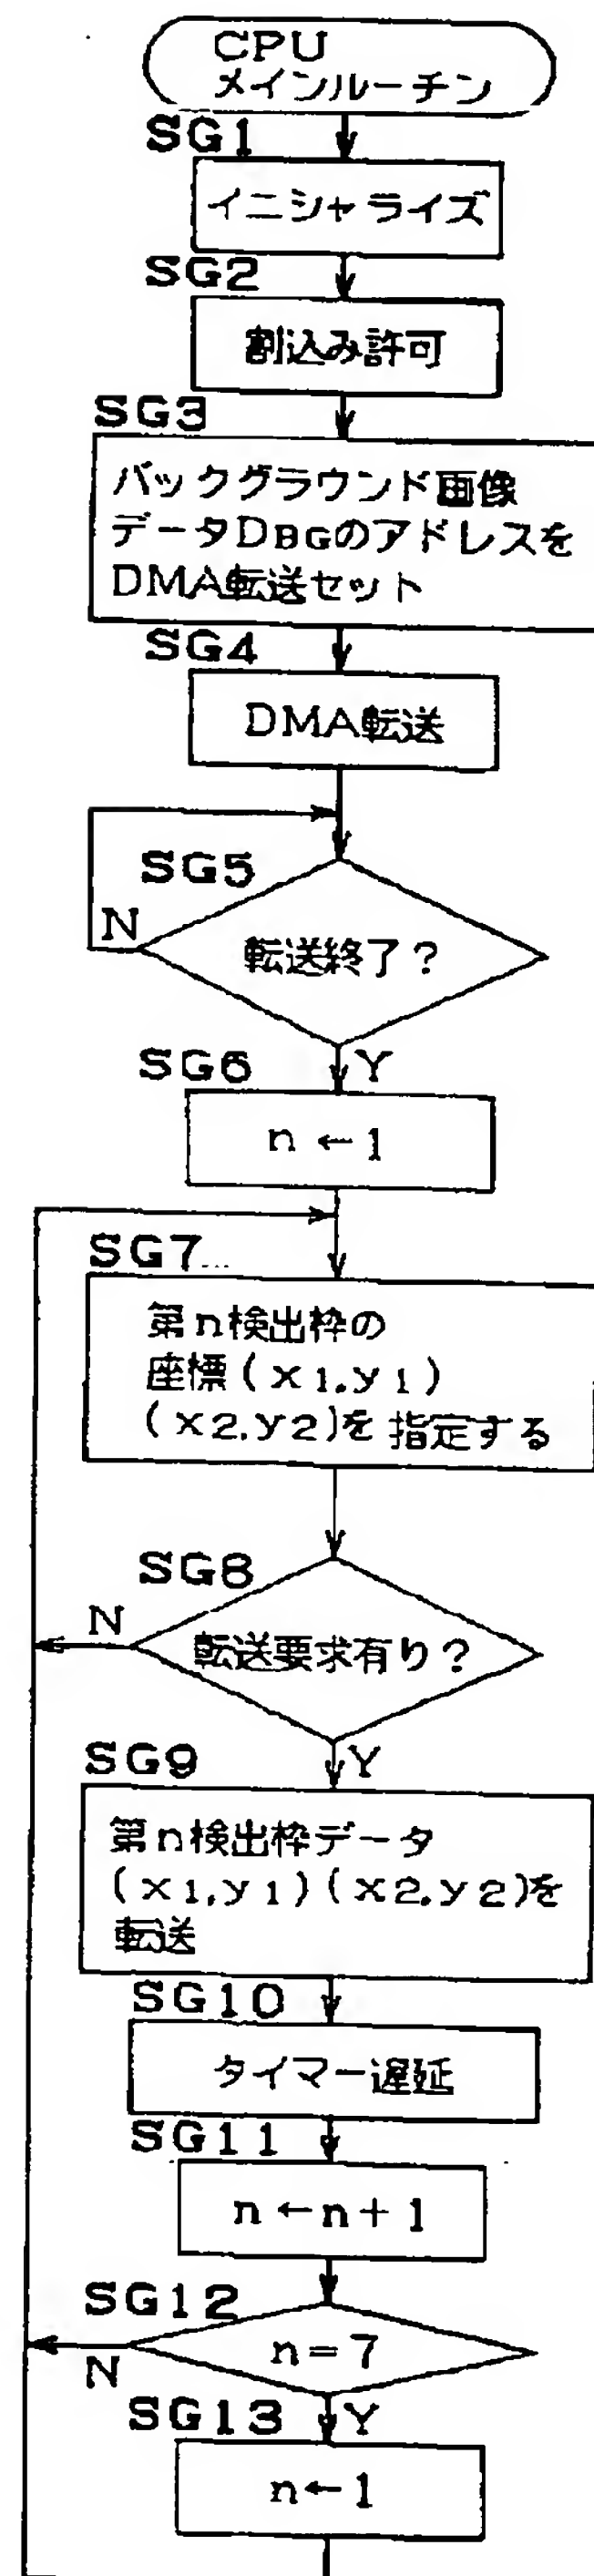 CPU
メインルーチン
SG1
イニシャライズ
SG2
割込み許可
SG3
バックグラウンド画像
データDBGのアドレスを
DMA転送セット
SG4
DMA転送
SG5
N
転送終了?
SG6
Y
n←1
SG7
第n検出枠の
座標(x1,y1)
(x2,y2)を指定する
SG8
N
転送要求有り?
SG9
Y
第n検出枠データ
(x1,y1)(x2,y2)を
転送
SG10
タイマー遅延
SG11
n←n+1
SG12
n=7
N
SG13
Y
n←1